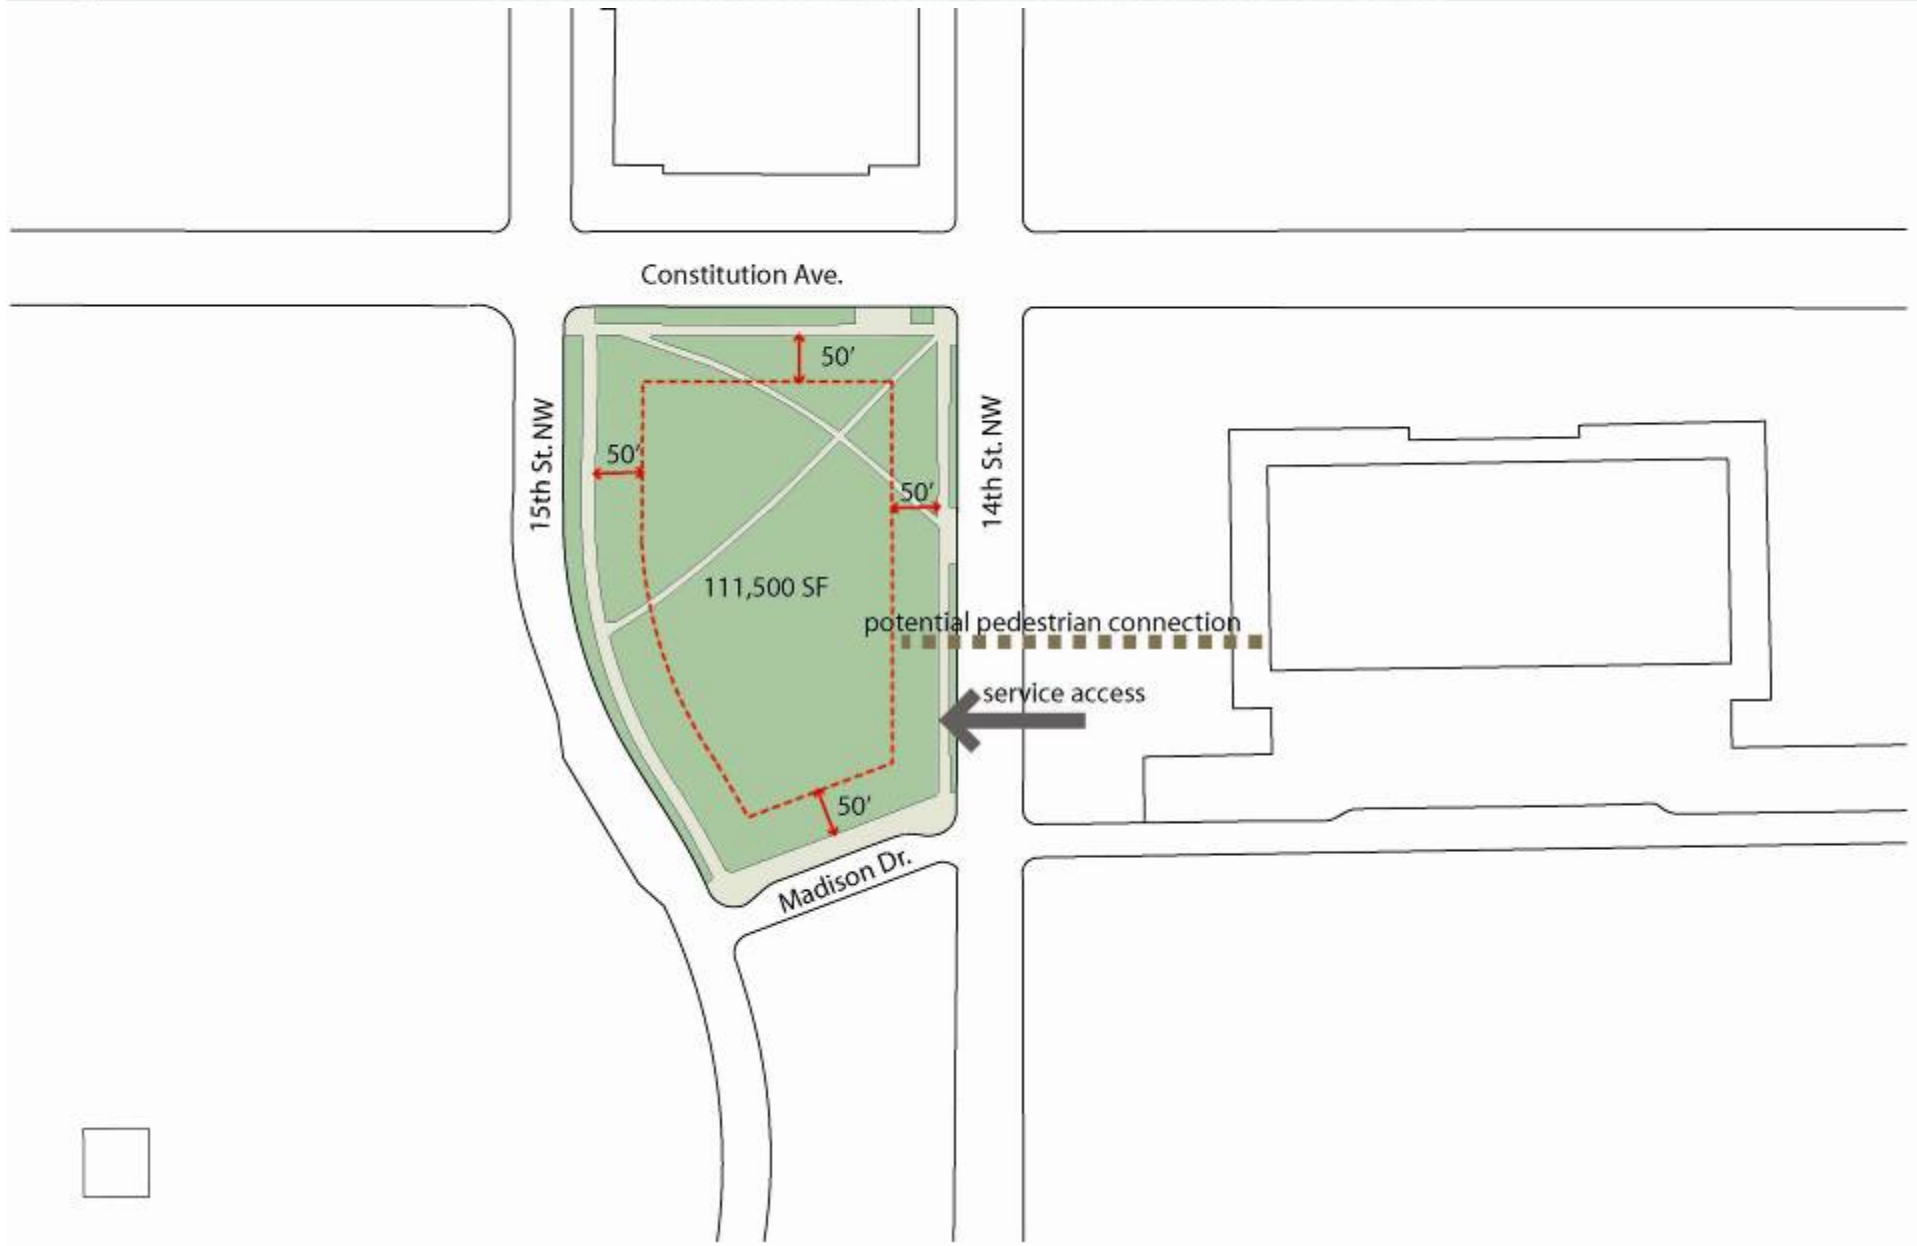 Constitution Ave.
50’
15th St. NW
50’
50’
14th St. NW
111,500 SF
potential pedestrian connection
service access
50’
Madison Dr.